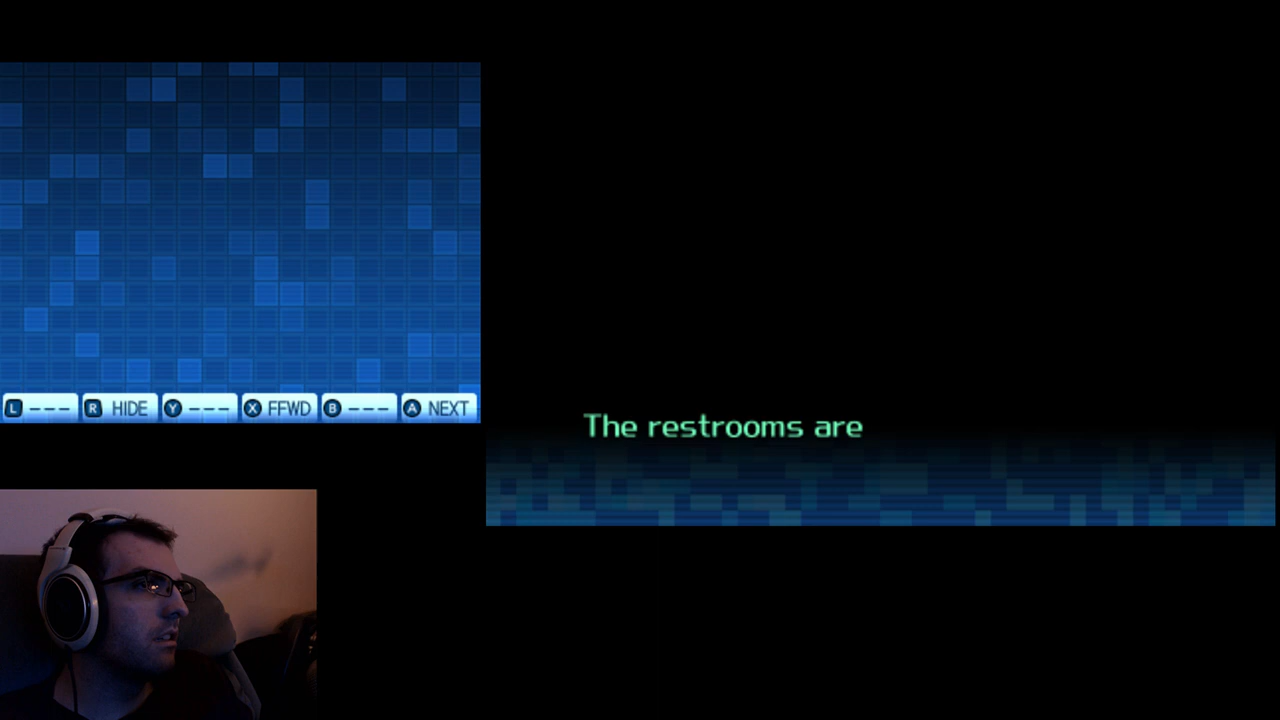 L --- R HIDE Y --- X FFWD B --- A NEXT
The restrooms are